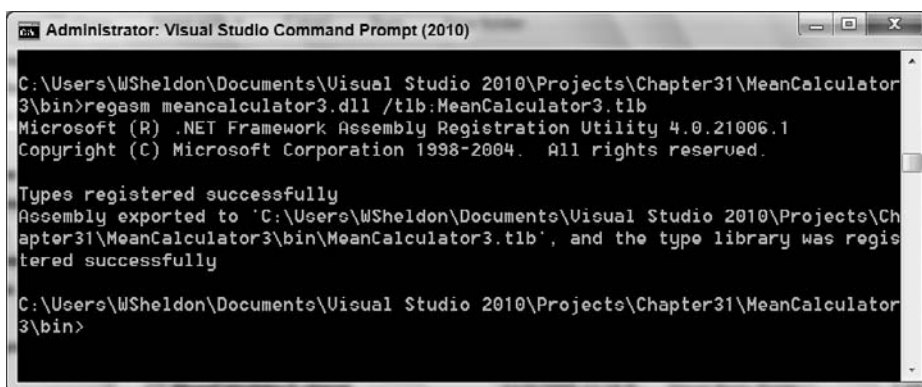 Administrator: Visual Studio Command Prompt (2010)
C:\Users\WSheldon\Documents\Visual Studio 2010\Projects\Chapter31\MeanCalculator
3\bin>regasm meancalculator3.dll /tlb:MeanCalculator3.tlb
Microsoft (R) .NET Framework Assembly Registration Utility 4.0.21006.1
Copyright (C) Microsoft Corporation 1998-2004.  All rights reserved.
Types registered successfully
Assembly exported to 'C:\Users\WSheldon\Documents\Visual Studio 2010\Projects\Ch
apter31\MeanCalculator3\bin\MeanCalculator3.tlb', and the type library was regis
tered successfully
C:\Users\WSheldon\Documents\Visual Studio 2010\Projects\Chapter31\MeanCalculator
3\bin>